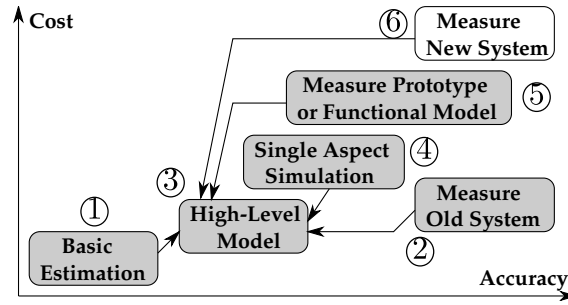 Cost
⑥
Measure
New System
Measure Prototype
or Functional Model
⑤
Single Aspect
Simulation
④
③
High-Level
Model
Measure
Old System
②
①
Basic
Estimation
Accuracy